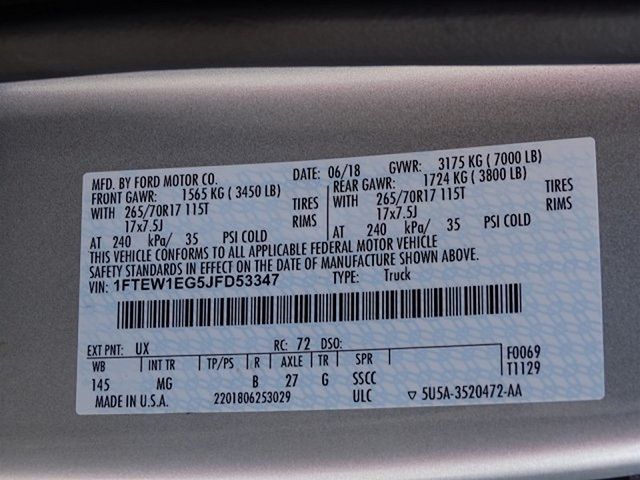 MFD. BY FORD MOTOR CO. DATE: 06/18 GVWR: 3175 KG ( 7000 LB)
FRONT GAWR: 1565 KG ( 3450 LB) REAR GAWR: 1724 KG ( 3800 LB)
WITH 265/70R17 115T TIRES WITH 265/70R17 115T TIRES
17x7.5J RIMS 17x7.5J RIMS
AT 240 kPa/ 35 PSI COLD AT 240 kPa/ 35 PSI COLD
THIS VEHICLE CONFORMS TO ALL APPLICABLE FEDERAL MOTOR VEHICLE
SAFETY STANDARDS IN EFFECT ON THE DATE OF MANUFACTURE SHOWN ABOVE.
VIN: 1FTEW1EG5JFD53347 TYPE: Truck
EXT PNT: UX RC: 72 DSO: F0069
WB INT TR TP/PS R AXLE TR SPR T1129
145 MG B 27 G SSCC
MADE IN U.S.A. 2201806253029 ULC ▽ 5U5A-3520472-AA